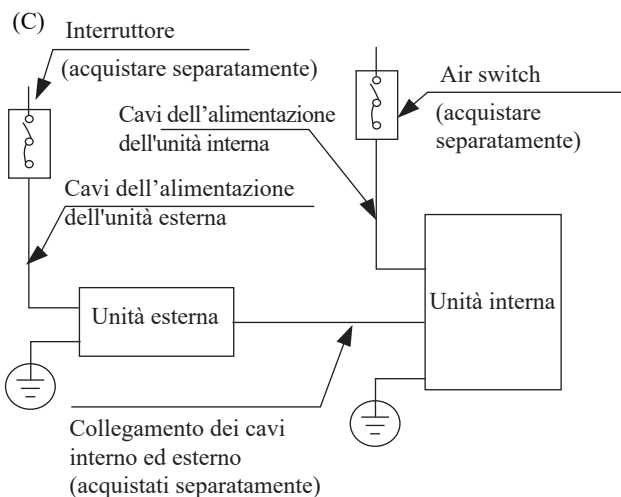 (C)
Interruttore
(acquistare separatamente)
Air switch
(acquistare
separatamente)
Cavi dell’alimentazione
dell'unità interna
Cavi dell’alimentazione
dell'unità esterna
Unità esterna
Unità interna
Collegamento dei cavi
interno ed esterno
(acquistati separatamente)